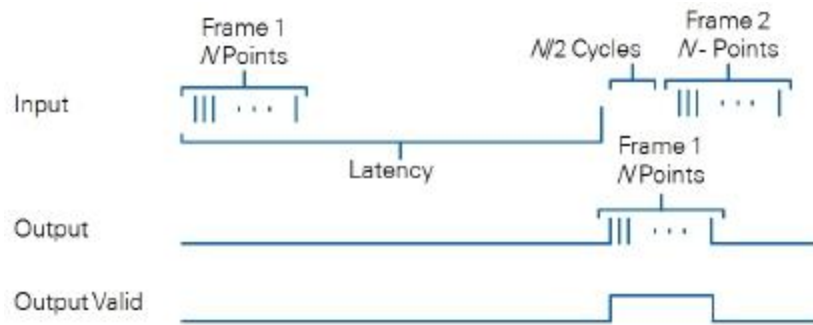 Frame 1
N Points
N/2 Cycles
Frame 2
N- Points
Input
Latency
Frame 1
N Points
Output
Output Valid